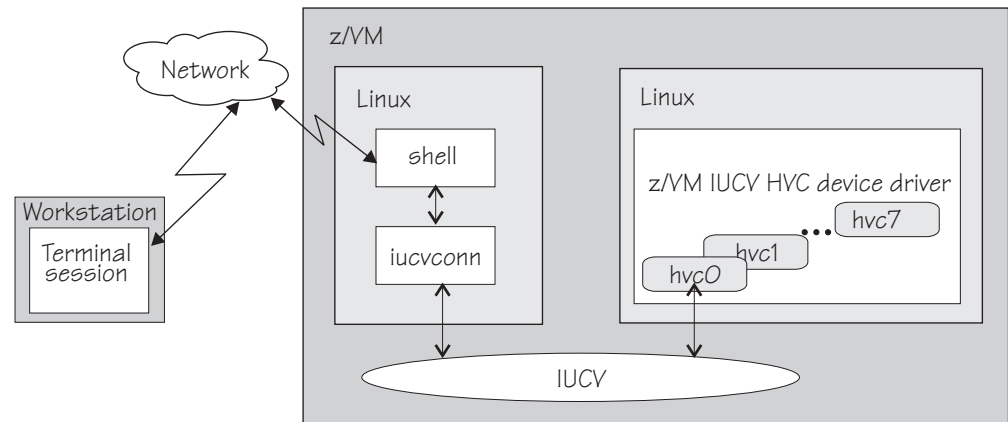 z/VM
Network
Linux
shell
iucvconn
Workstation
Terminal
session
Linux
z/VM IUCV HVC device driver
hvc0
hvc1
...
hvc7
IUCV